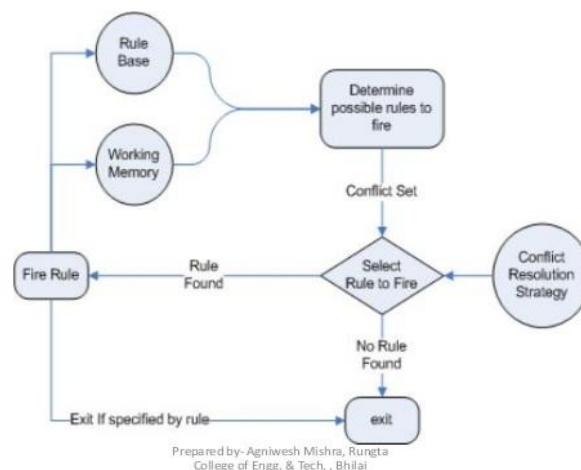 Rule
Base
Determine
possible rules to
fire
Working
Memory
Conflict Set
Fire Rule
Rule
Found
Select
Rule to Fire
Conflict
Resolution
Strategy
No Rule
Found
Exit If specified by rule
exit
Prepared by- Agniwesh Mishra, Rungta
College of Engg. & Tech. , Bhilai